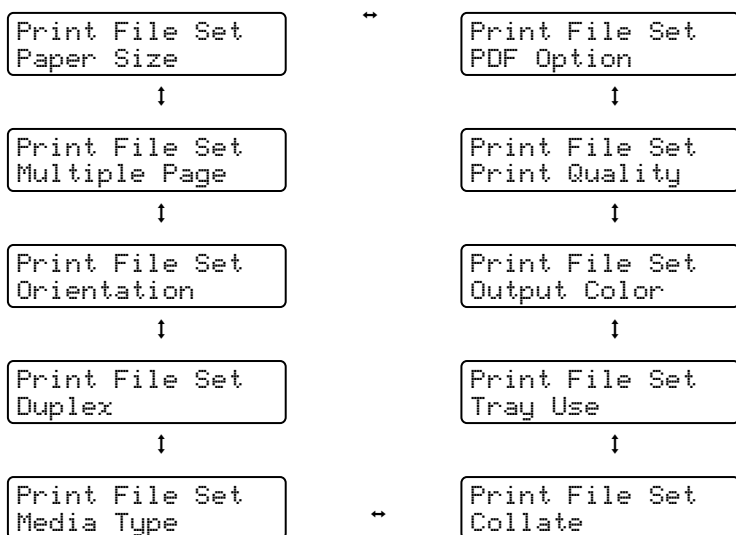 Print File Set
Paper Size
Print File Set
PDF Option
Print File Set
Multiple Page
Print File Set
Print Quality
Print File Set
Orientation
Print File Set
Output Color
Print File Set
Duplex
Print File Set
Tray Use
Print File Set
Media Type
Print File Set
Collate